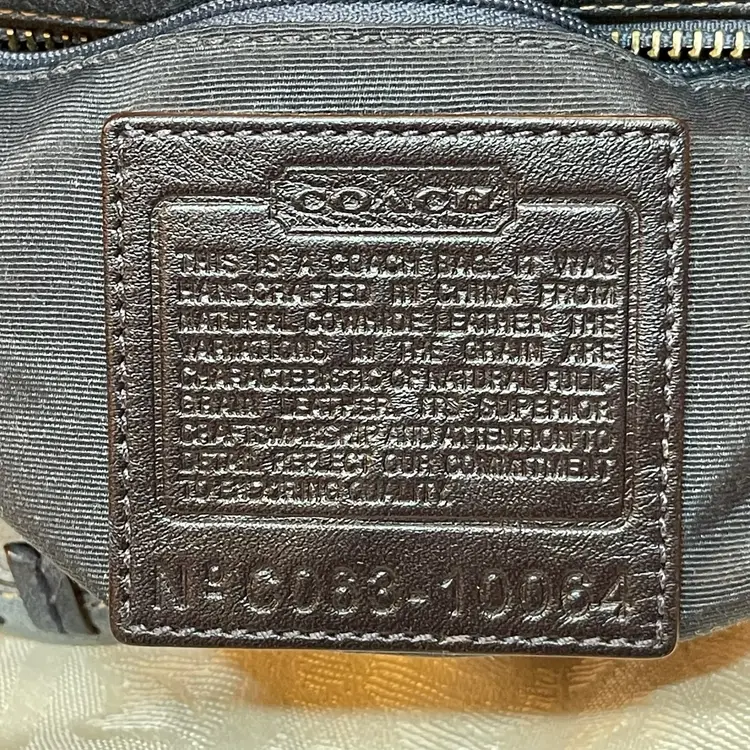 COACH
THIS IS A COACH BAG. IT WAS
HANDCRAFTED IN CHINA FROM
NATURAL COWHIDE LEATHER. THE
VARIATIONS IN THE GRAIN ARE
CHARACTERISTIC OF NATURAL FULL
GRAIN LEATHER. ITS SUPERIOR
CRAFTSMANSHIP AND ATTENTION TO
DETAIL REFLECT OUR COMMITMENT
TO ENDURING QUALITY.
Nº C063-10064